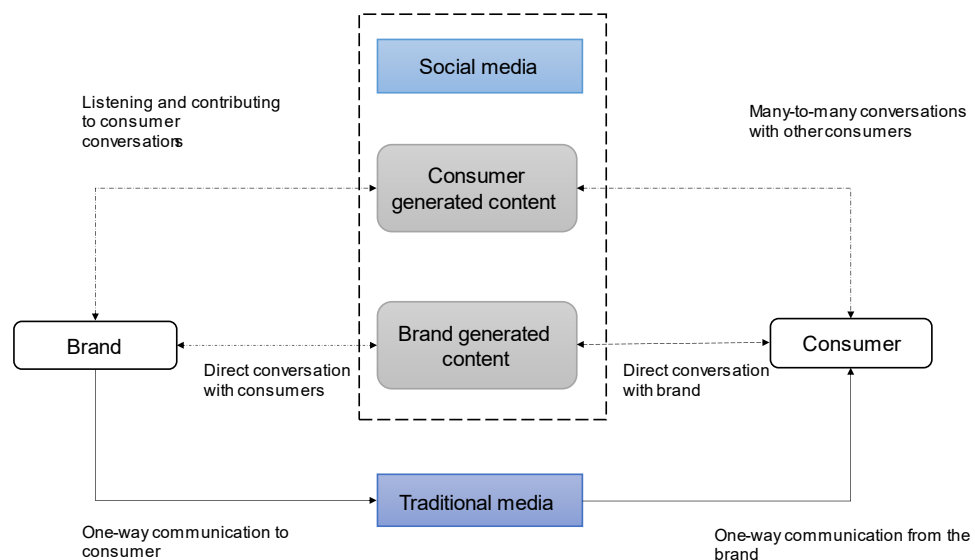 Social media
Listening and contributing
to consumer
conversations
Many-to-many conversations
with other consumers
Consumer
generated content
Brand
Brand generated
content
Consumer
Direct conversation
with consumers
Direct conversation
with brand
Traditional media
One-way communication to
consumer
One-way communication from the
brand